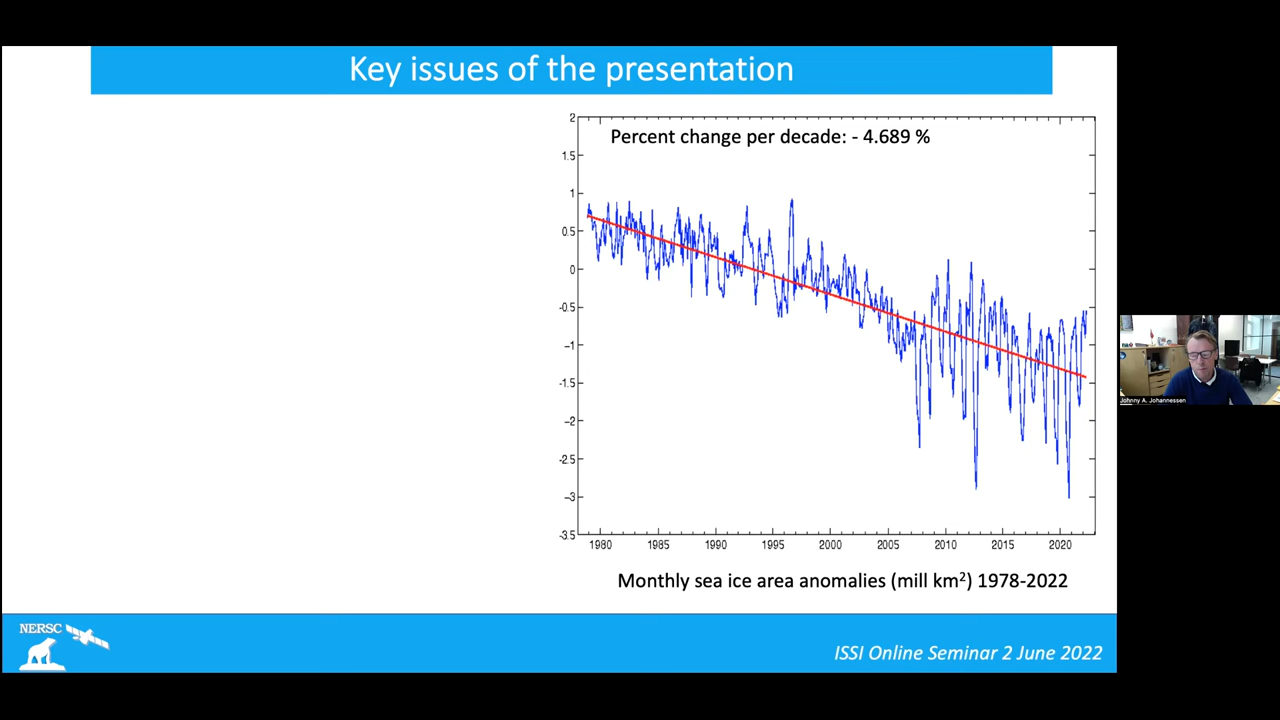 Key issues of the presentation
Percent change per decade: - 4.689 %
2
1.5
1
0.5
0
-0.5
-1
-1.5
-2
-2.5
-3
-3.5
1980 1985 1990 1995 2000 2005 2010 2015 2020
Monthly sea ice area anomalies (mill km²) 1978-2022
Johnny A. Johannessen
NERSC
ISSI Online Seminar 2 June 2022